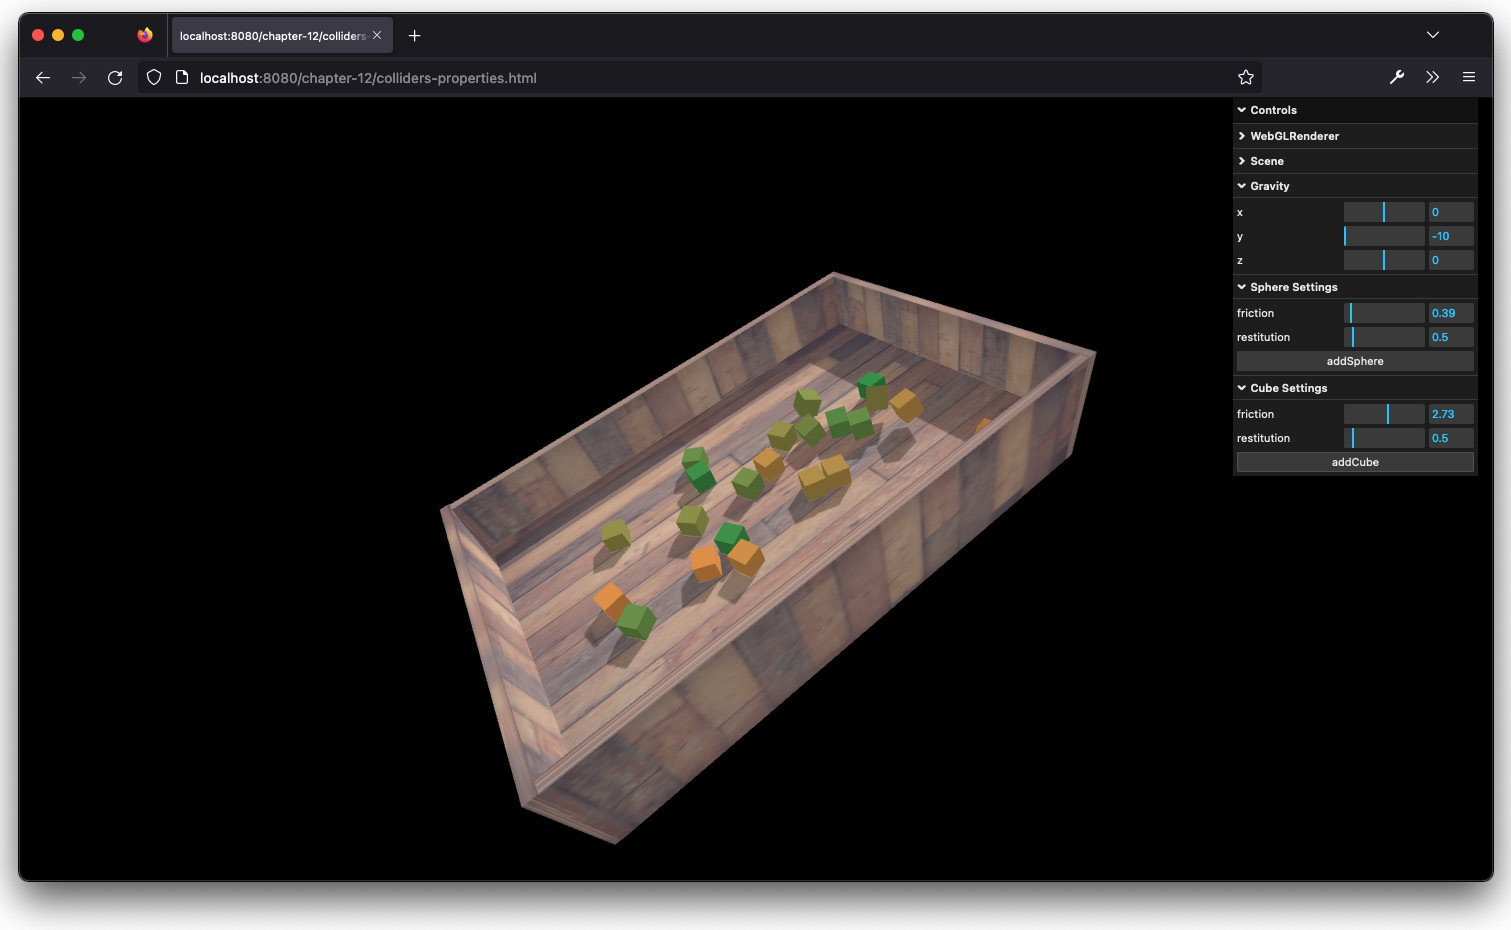 localhost:8080/chapter-12/colliders-
localhost:8080/chapter-12/colliders-properties.html
Controls
WebGLRenderer
Scene
Gravity
x 0
y -10
z 0
Sphere Settings
friction 0.39
restitution 0.5
addSphere
Cube Settings
friction 2.73
restitution 0.5
addCube